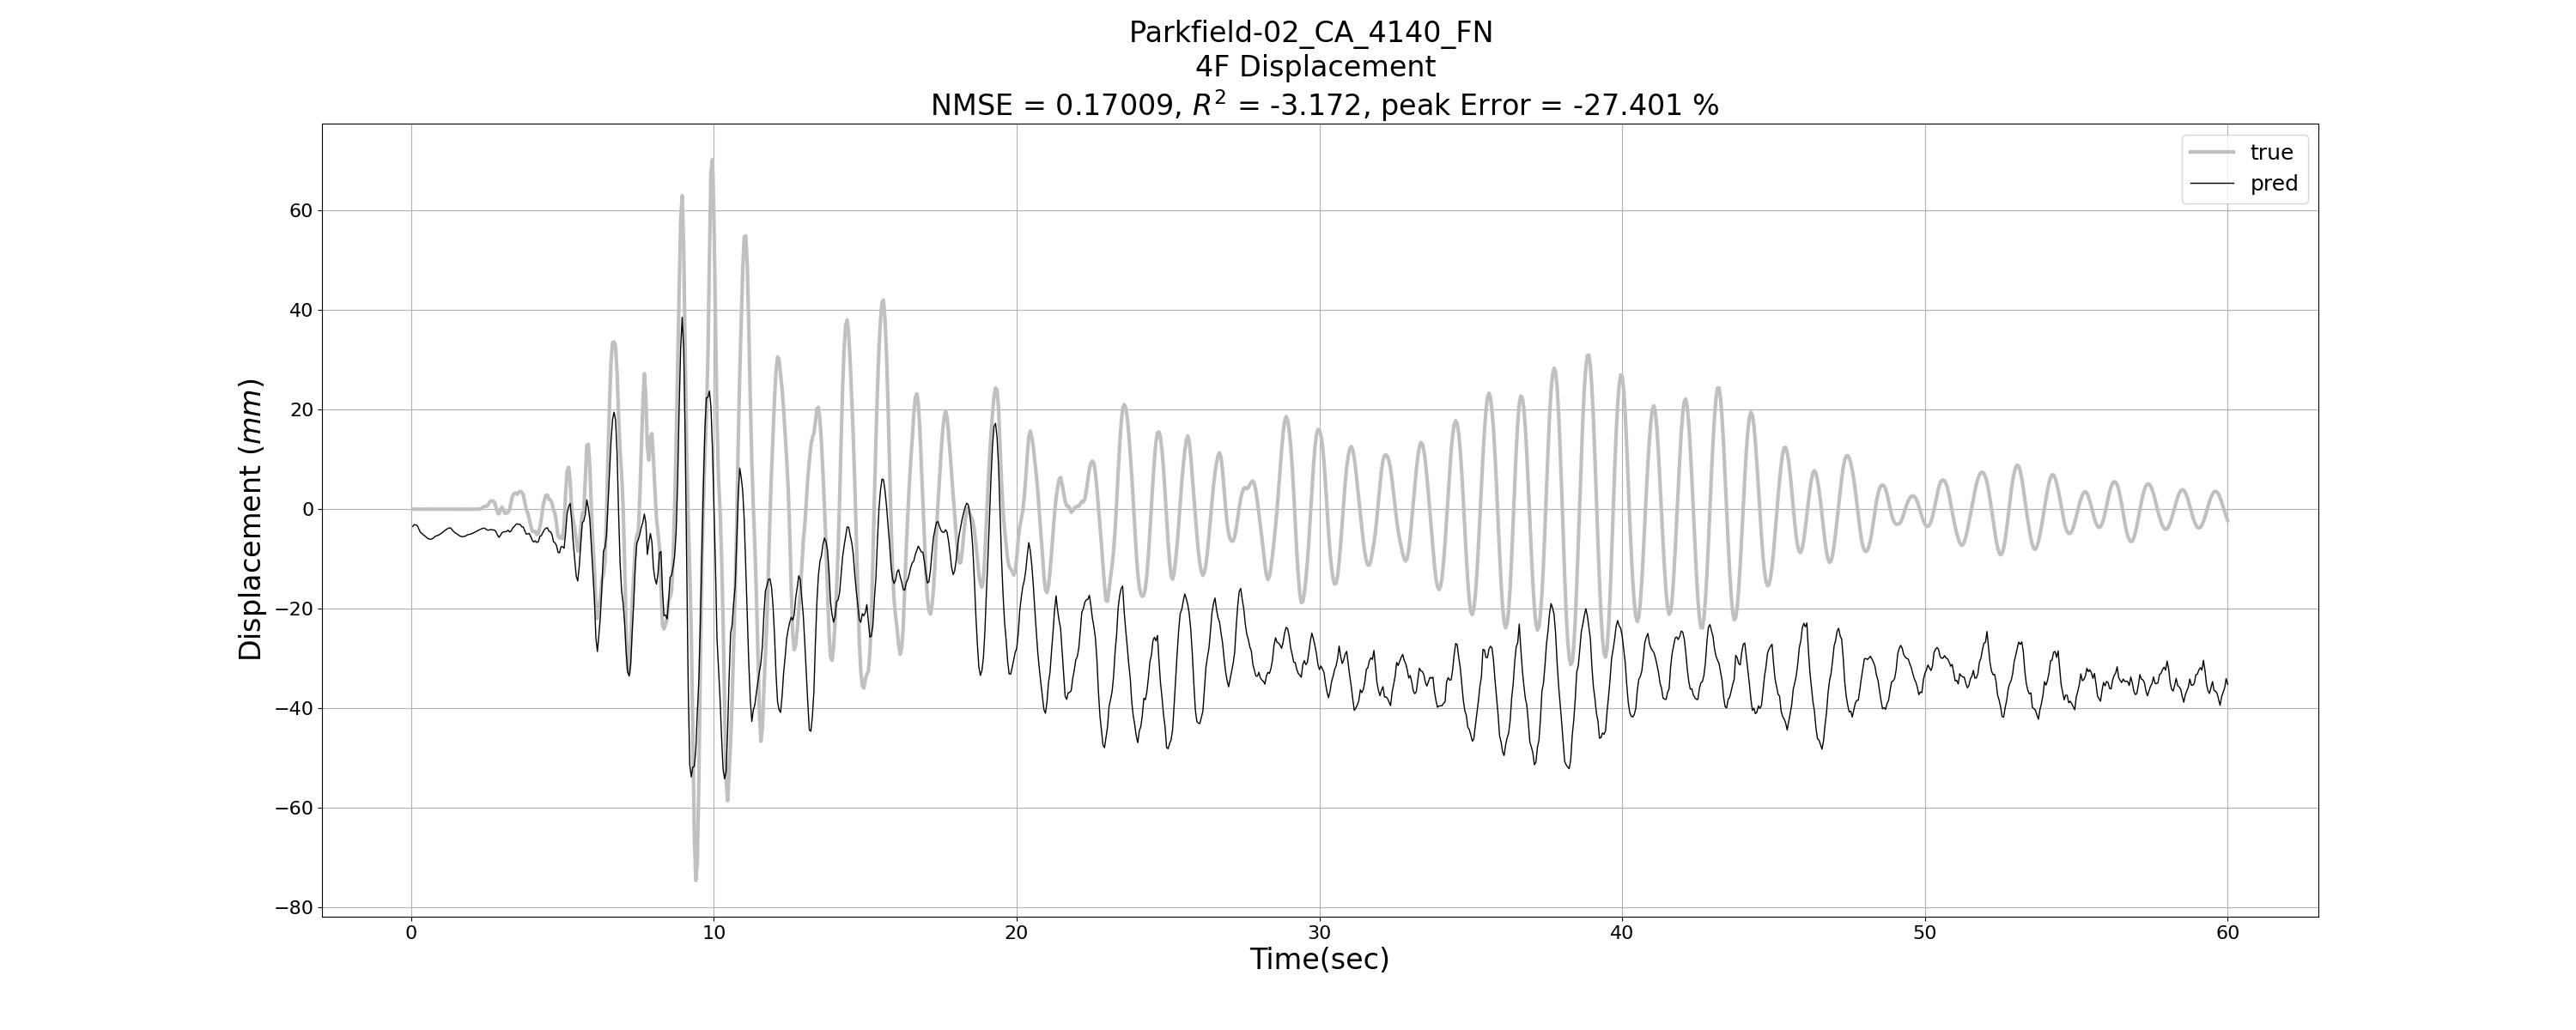 Parkfield-02_CA_4140_FN
4F Displacement
NMSE = 0.17009, R² = -3.172, peak Error = -27.401 %
true
pred
Displacement (mm)
60
40
20
0
−20
−40
−60
−80
0 10 20 30 40 50 60
Time(sec)